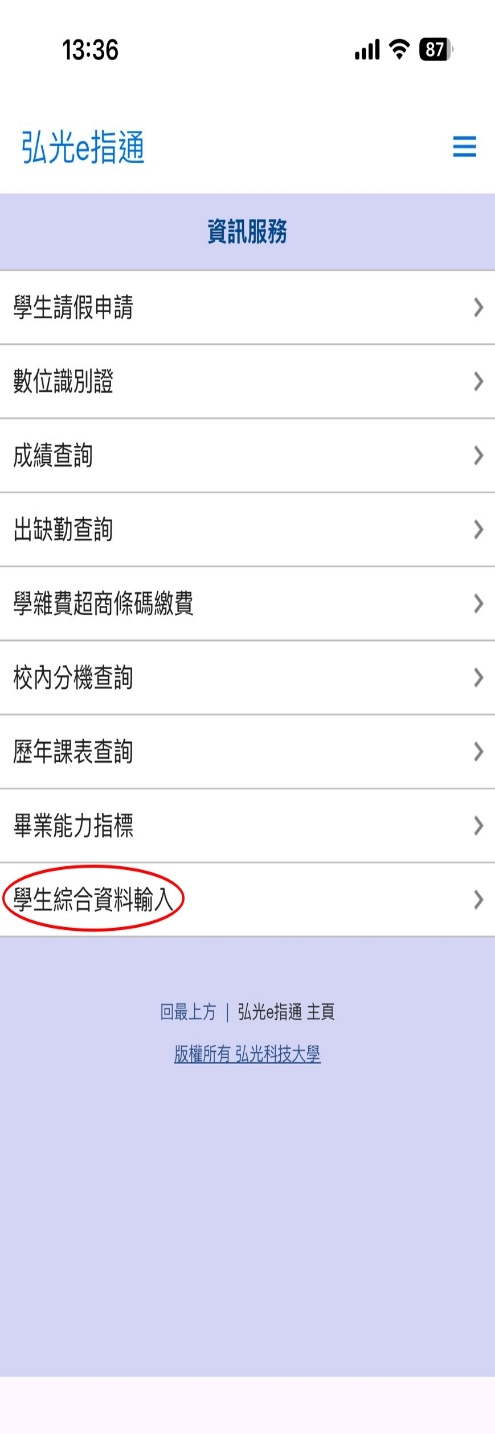 13:36
87
弘光e指通
資訊服務
學生請假申請
數位識別證
成績查詢
出缺勤查詢
學雜費超商條碼繳費
校內分機查詢
歷年課表查詢
畢業能力指標
學生綜合資料輸入
回最上方 | 弘光e指通 主頁
版權所有 弘光科技大學